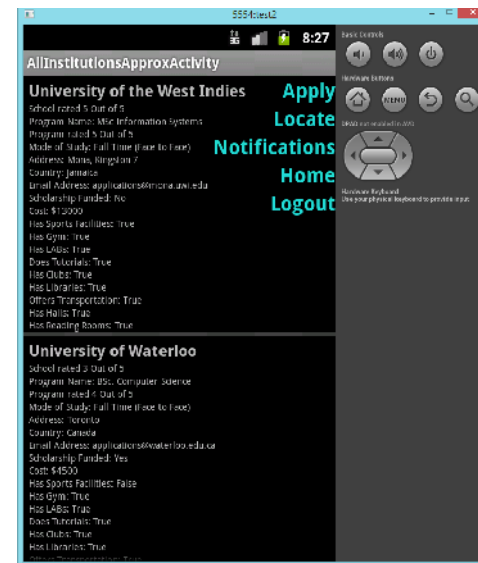 5554:test2
3G
8:27
AllInstitutionsApproxActivity
University of the West Indies
School rated 5 Out of 5
Program Name: MSc Information Systems
Program rated 5 Out of 5
Mode of Study: Full Time (Face to Face)
Address: Mona, Kingston 7
Country: Jamaica
Email Address: applications@mona.uwi.edu
Scholarship Funded: No
Cost: $13000
Has Sports Facilities: True
Has Gym: True
Has LABs: True
Does Tutorials: True
Has Clubs: True
Has Libraries: True
Offers Transportation: True
Has Halls: True
Has Reading Rooms: True
Apply
Locate
Notifications
Home
Logout
University of Waterloo
School rated 3 Out of 5
Program Name: BSc. Computer Science
Program rated 4 Out of 5
Mode of Study: Full Time (Face to Face)
Address: Toronto
Country: Canada
Email Address: applications@waterloo.edu.ca
Scholarship Funded: Yes
Cost: $4500
Has Sports Facilities: False
Has Gym: True
Has LABs: True
Does Tutorials: True
Has Clubs: True
Has Libraries: True
Offers Transportation: True
Basic Controls
Hardware Buttons
MENU
DPAD not enabled in AVD
Hardware Keyboard
Use your physical keyboard to provide input